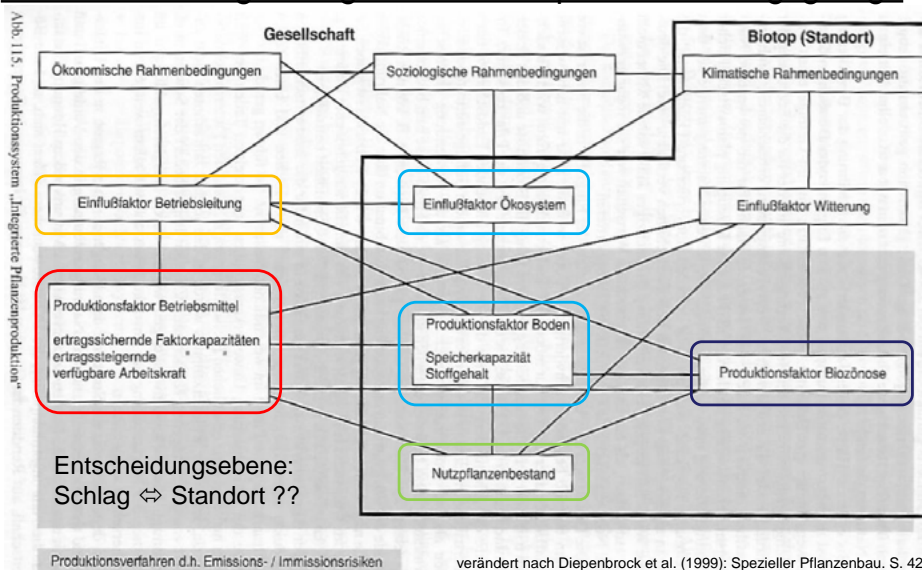 Gesellschaft
Biotop (Standort)
Ökonomische Rahmenbedingungen
Soziologische Rahmenbedingungen
Klimatische Rahmenbedingungen
Einflußfaktor Betriebsleitung
Einflußfaktor Ökosystem
Einflußfaktor Witterung
Produktionsfaktor Betriebsmittel
ertragssichernde Faktorkapazitäten
ertragssteigernde " "
verfügbare Arbeitskraft
Produktionsfaktor Boden
Speicherkapazität
Stoffgehalt
Produktionsfaktor Biozönose
Nutzpflanzenbestand
Entscheidungsebene:
Schlag ⇔ Standort ??
Produktionsverfahren d.h. Emissions- / Immissionsrisiken
verändert nach Diepenbrock et al. (1999): Spezieller Pflanzenbau. S. 42
Abb. 115. Produktionssystem „Integrierte Pflanzenproduktion"